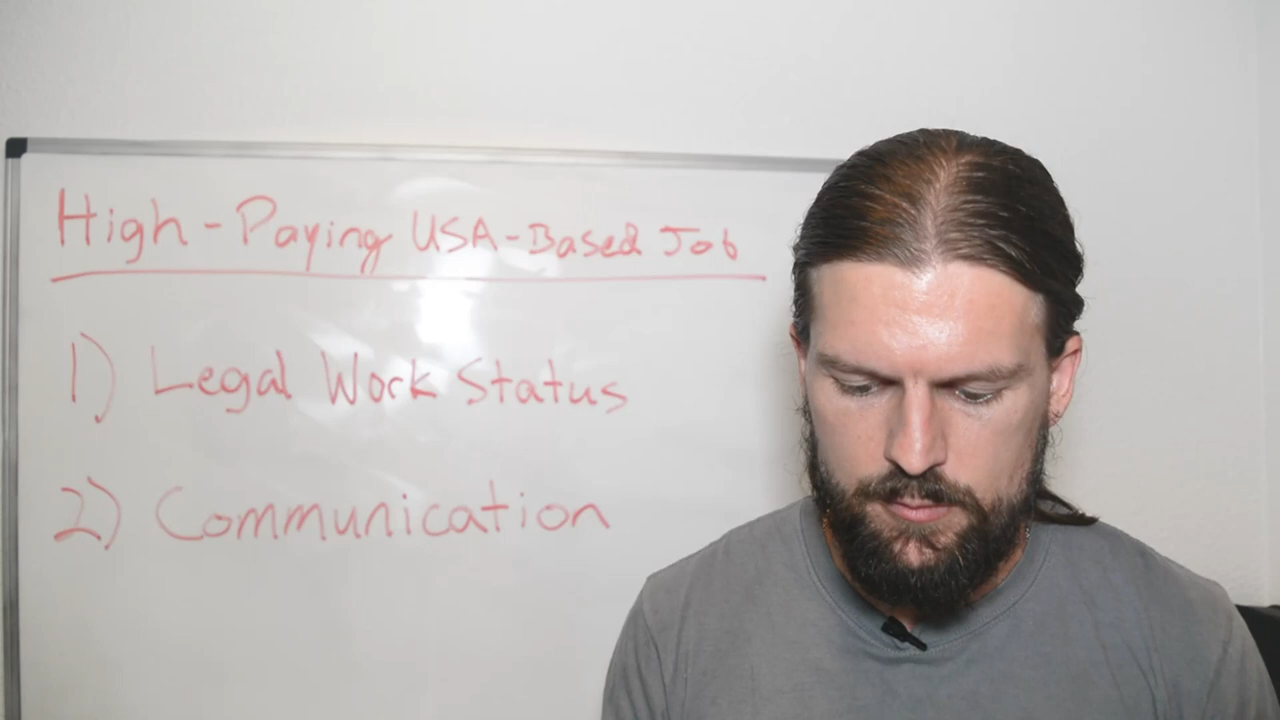 High-Paying USA-Based Job
1) Legal Work Status
2) Communication